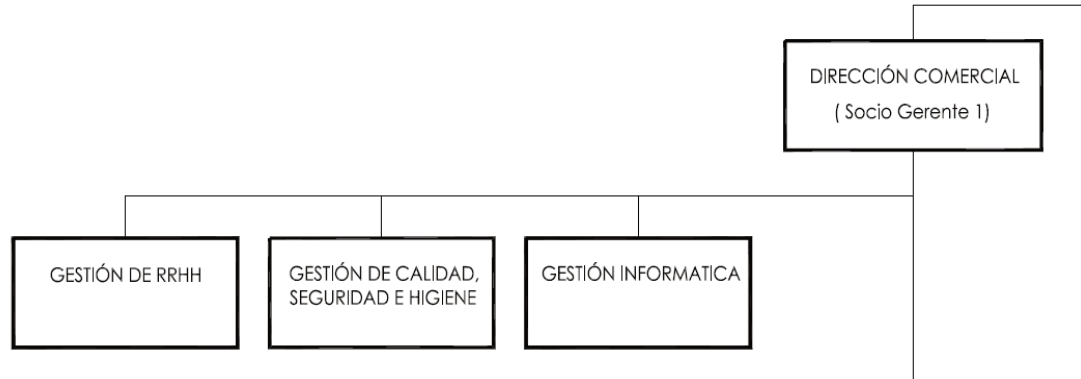 DIRECCIÓN COMERCIAL
( Socio Gerente 1)
GESTIÓN DE RRHH
GESTIÓN DE CALIDAD,
SEGURIDAD E HIGIENE
GESTIÓN INFORMATICA